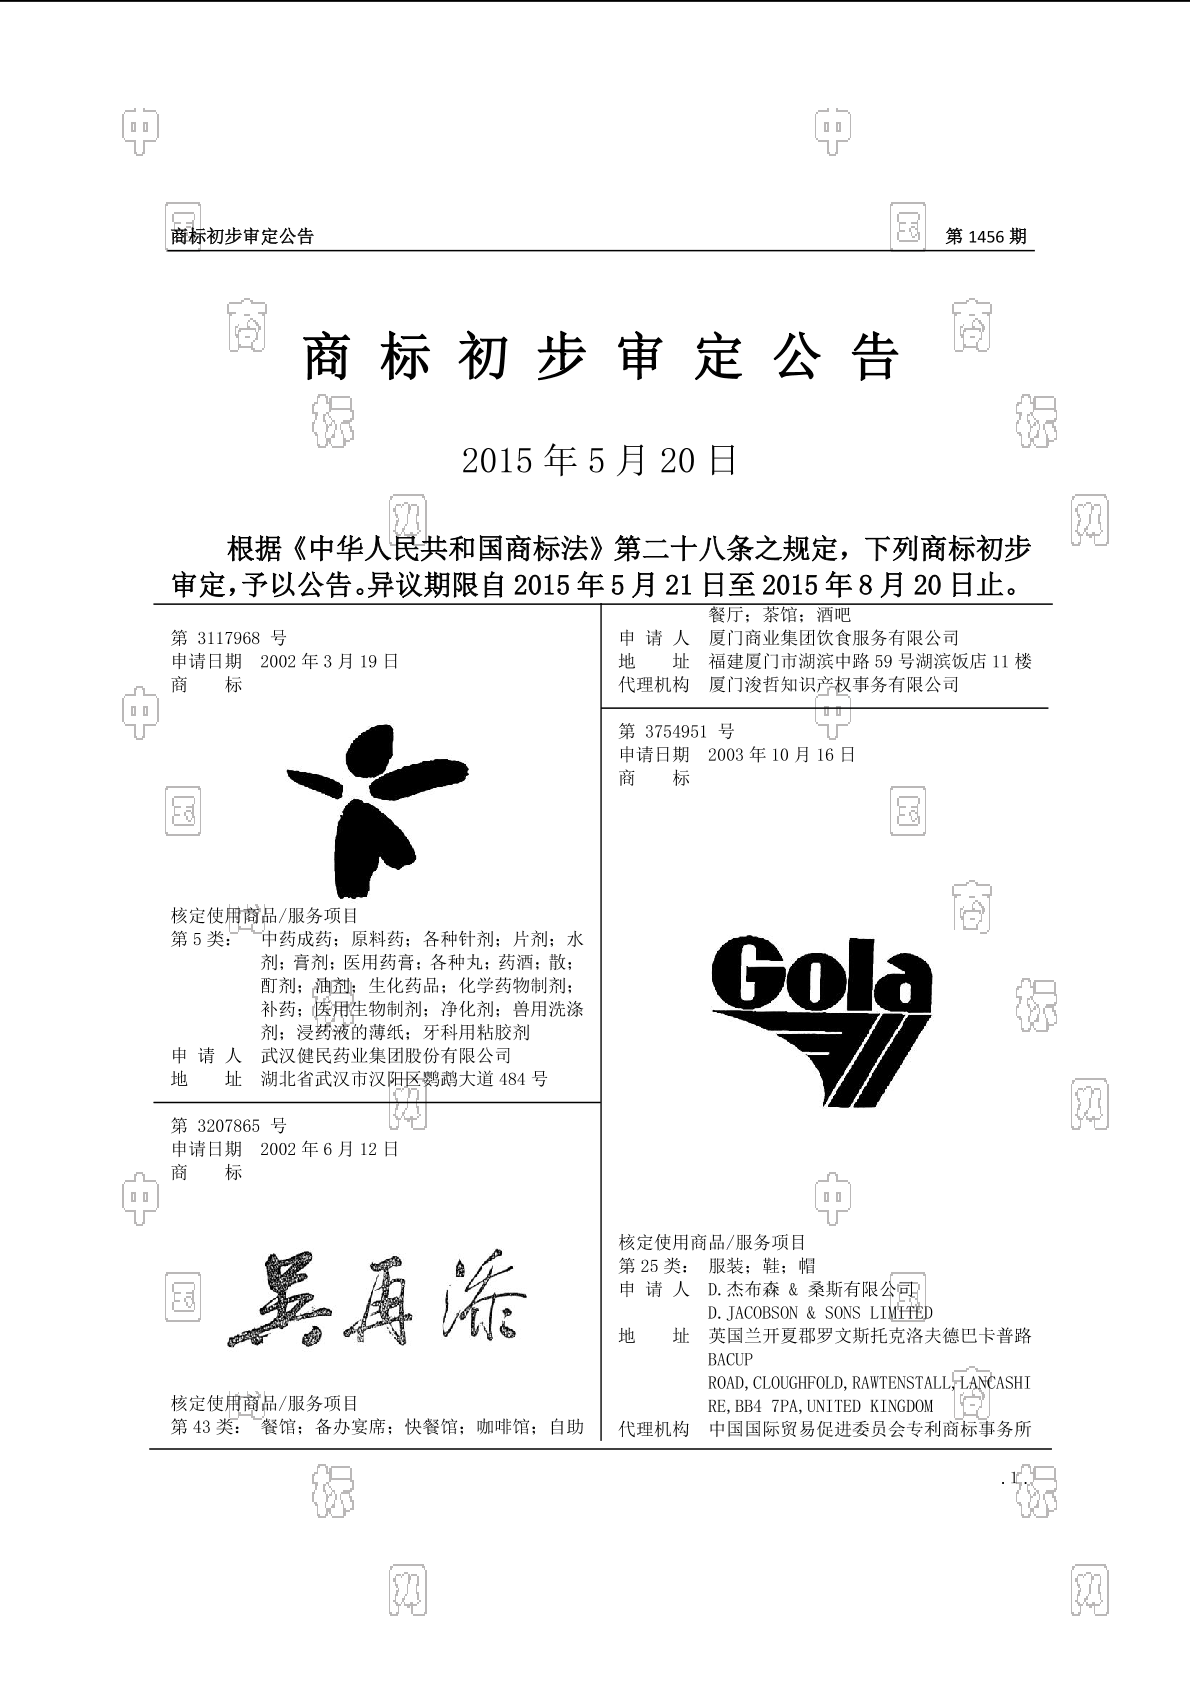 商标初步审定公告 第 1456 期
商标初步审定公告
2015 年 5 月 20 日
根据《中华人民共和国商标法》第二十八条之规定，下列商标初步
审定，予以公告。异议期限自 2015 年 5 月 21 日至 2015 年 8 月 20 日止。
第 3117968 号
申请日期 2002 年 3 月 19 日
商 标
核定使用商品/服务项目
第 5 类： 中药成药；原料药；各种针剂；片剂；水
剂；膏剂；医用药膏；各种丸；药酒；散；
酊剂；油剂；生化药品；化学药物制剂；
补药；医用生物制剂；净化剂；兽用洗涤
剂；浸药液的薄纸；牙科用粘胶剂
申 请 人 武汉健民药业集团股份有限公司
地 址 湖北省武汉市汉阳区鹦鹉大道 484 号
第 3207865 号
申请日期 2002 年 6 月 12 日
商 标
吴再添
核定使用商品/服务项目
第 43 类： 餐馆；备办宴席；快餐馆；咖啡馆；自助
餐厅；茶馆；酒吧
申 请 人 厦门商业集团饮食服务有限公司
地 址 福建厦门市湖滨中路 59 号湖滨饭店 11 楼
代理机构 厦门浚哲知识产权事务有限公司
第 3754951 号
申请日期 2003 年 10 月 16 日
商 标
Gola
核定使用商品/服务项目
第 25 类： 服装；鞋；帽
申 请 人 D.杰布森 & 桑斯有限公司
D.JACOBSON & SONS LIMITED
地 址 英国兰开夏郡罗文斯托克洛夫德巴卡普路
BACUP
ROAD,CLOUGHFOLD,RAWTENSTALL,LANCASHI
RE,BB4 7PA,UNITED KINGDOM
代理机构 中国国际贸易促进委员会专利商标事务所
.1.
中国商标网